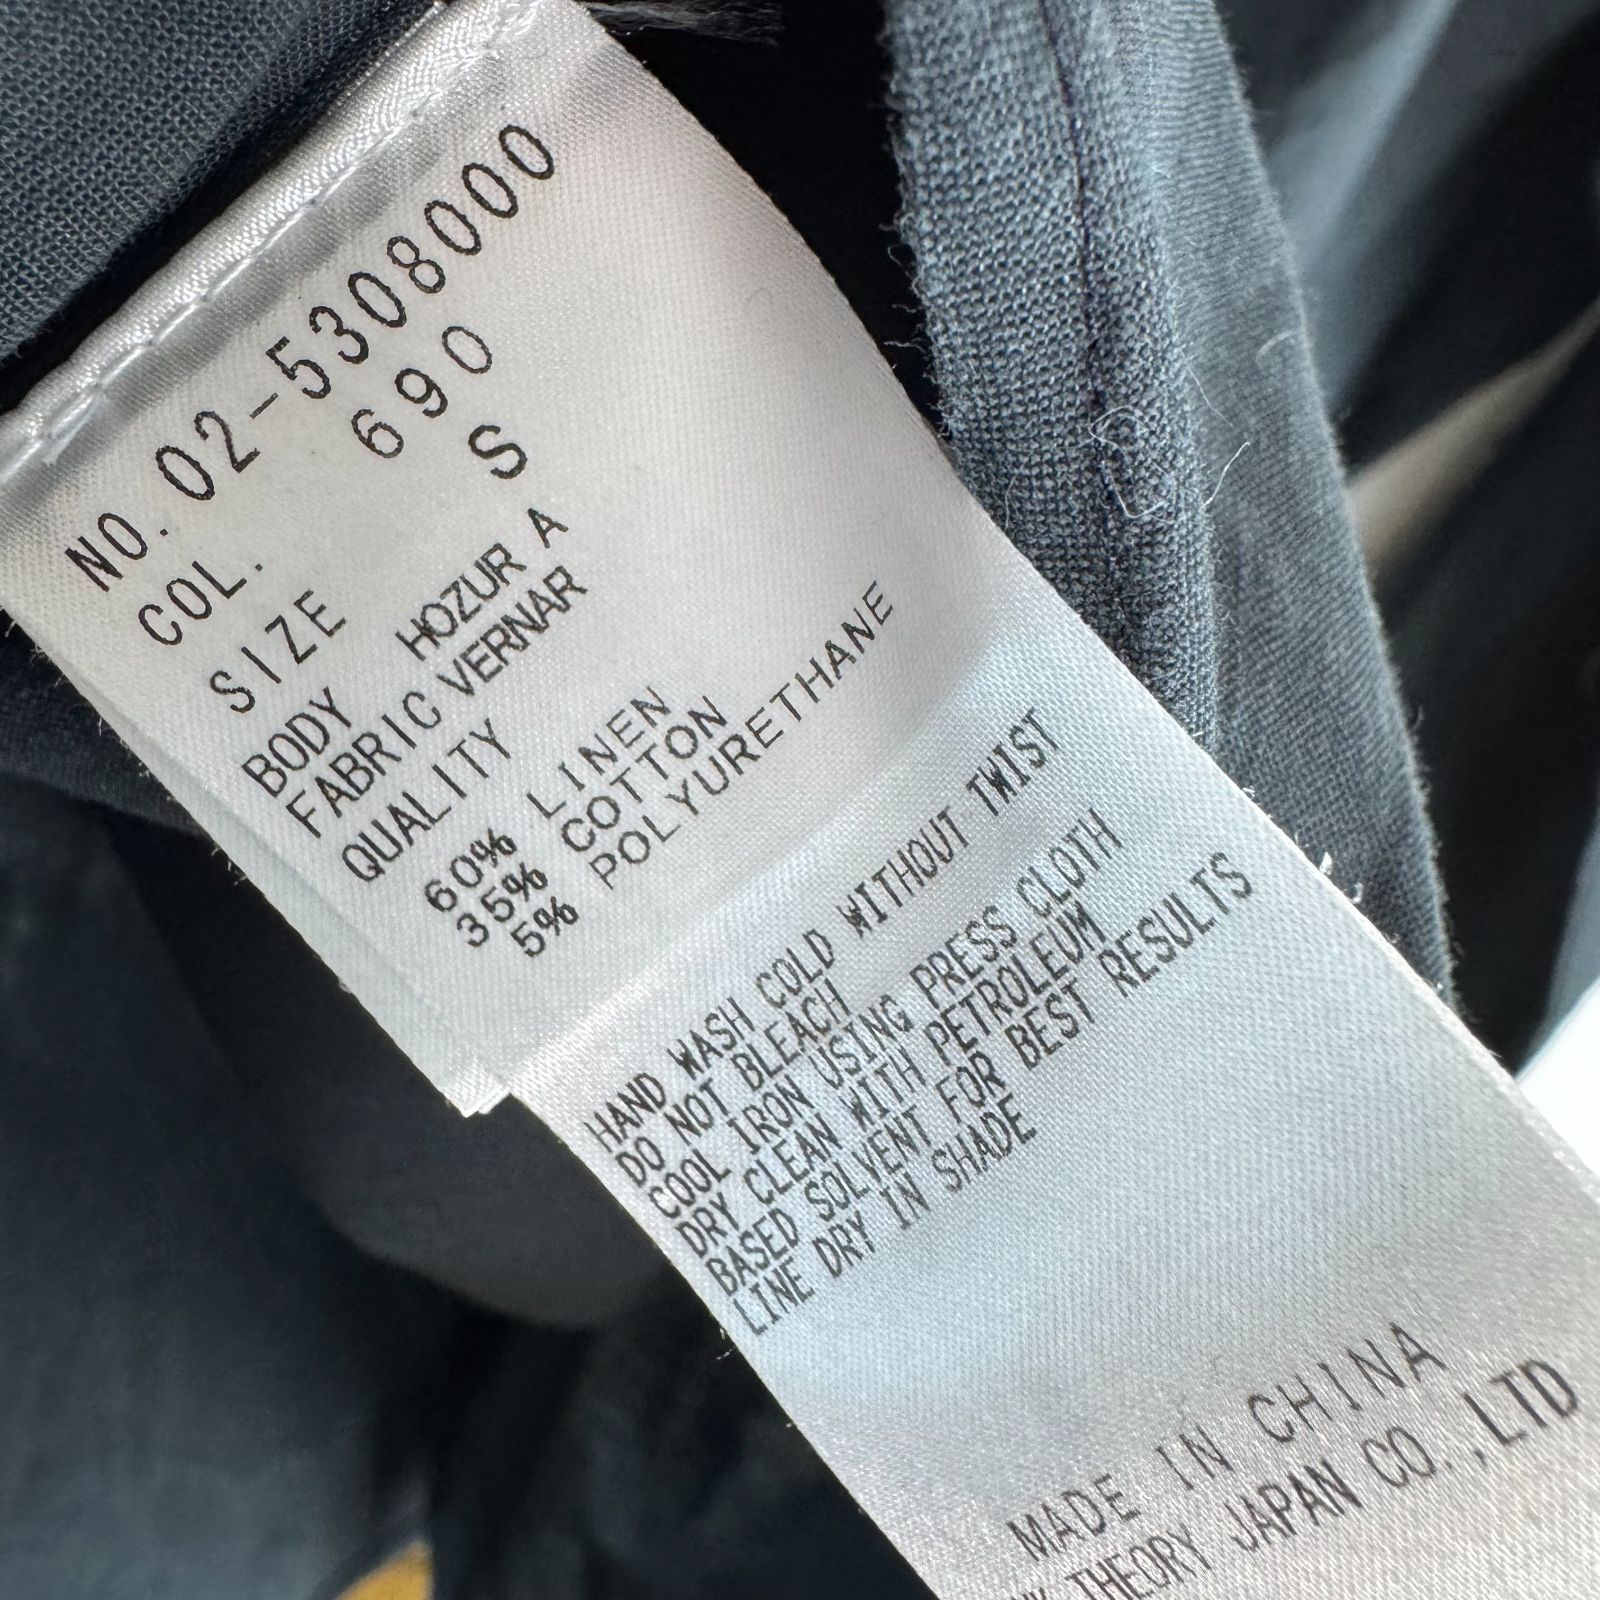 NO. 02-5308000
COL. 690
SIZE S
BODY HOZUR A
FABRIC VERNAR
QUALITY
60% LINEN
35% COTTON
5% POLYURETHANE
HAND WASH COLD WITHOUT TWIST
DO NOT BLEACH
COOL IRON USING PRESS CLOTH
DRY CLEAN WITH PETROLEUM
BASED SOLVENT FOR BEST RESULTS
LINE DRY IN SHADE
MADE IN CHINA
THEORY JAPAN CO.,LTD